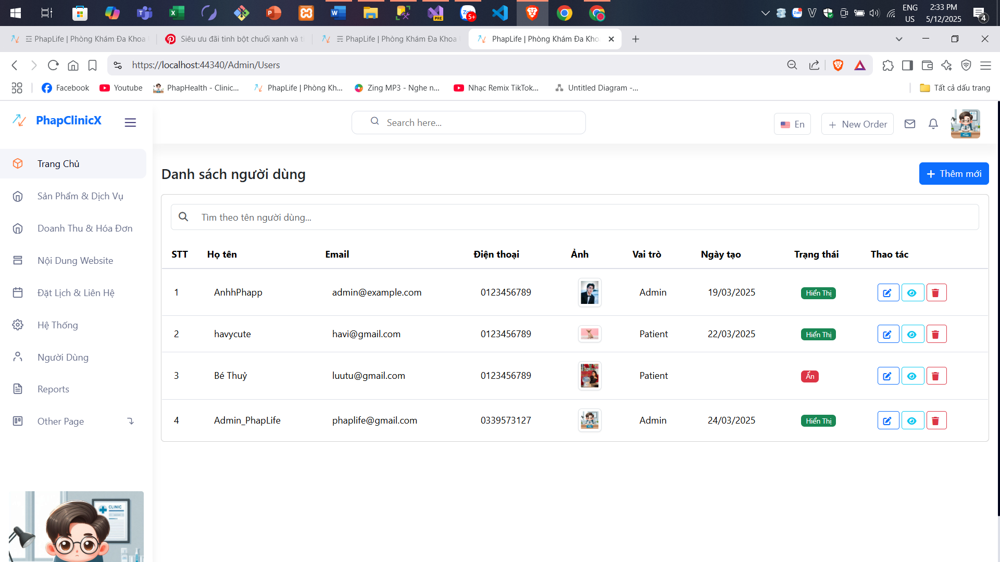 ENG
US
2:33 PM
5/12/2025
4
5+
PRE
☰ PhapLife | Phòng Khám Đa Khoa
Siêu ưu đãi tinh bột chuối xanh và ti
☰ PhapLife | Phòng Khám Đa Khoa
PhapLife | Phòng Khám Đa Kho
https://localhost:44340/Admin/Users
Facebook
Youtube
PhapHealth - Clinic...
PhapLife | Phòng Kh...
Zing MP3 - Nghe n...
Nhạc Remix TikTok...
Untitled Diagram -...
Tất cả dấu trang
PhapClinicX
Search here...
En
New Order
Trang Chủ
Sản Phẩm & Dịch Vụ
Doanh Thu & Hóa Đơn
Nội Dung Website
Đặt Lịch & Liên Hệ
Hệ Thống
Người Dùng
Reports
Other Page
CLINIC
Danh sách người dùng
Thêm mới
Tìm theo tên người dùng...
STT Họ tên Email Điện thoại Ảnh Vai trò Ngày tạo Trạng thái Thao tác
1 AnhhPhapp admin@example.com 0123456789 Admin 19/03/2025 Hiển Thị
2 havycute havi@gmail.com 0123456789 Patient 22/03/2025 Hiển Thị
3 Bé Thuỷ luutu@gmail.com 0123456789 Patient Ẩn
4 Admin_PhapLife phaplife@gmail.com 0339573127 Admin 24/03/2025 Hiển Thị